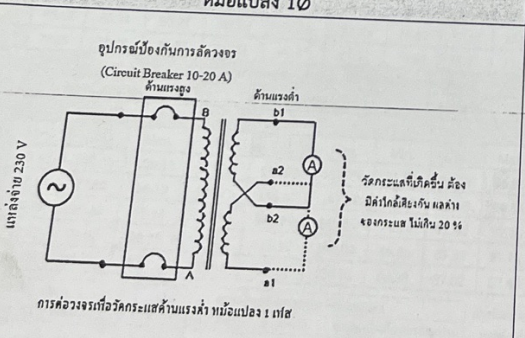 หม้อแปลง 1Ø
อุปกรณ์ป้องกันการลัดวงจร
(Circuit Breaker 10-20 A)
ด้านแรงสูง
ด้านแรงต่ำ
B
b1
A
a2
b2
A
a1
A
แหล่งจ่าย 230 V
วัดกระแสที่เกิดขึ้น ต้อง
มีค่าใกล้เคียงกัน ผลต่าง
ของกระแส ไม่เกิน 20 %
การต่อวงจรเพื่อวัดกระแสด้านแรงต่ำ หม้อแปลง 1 เฟส